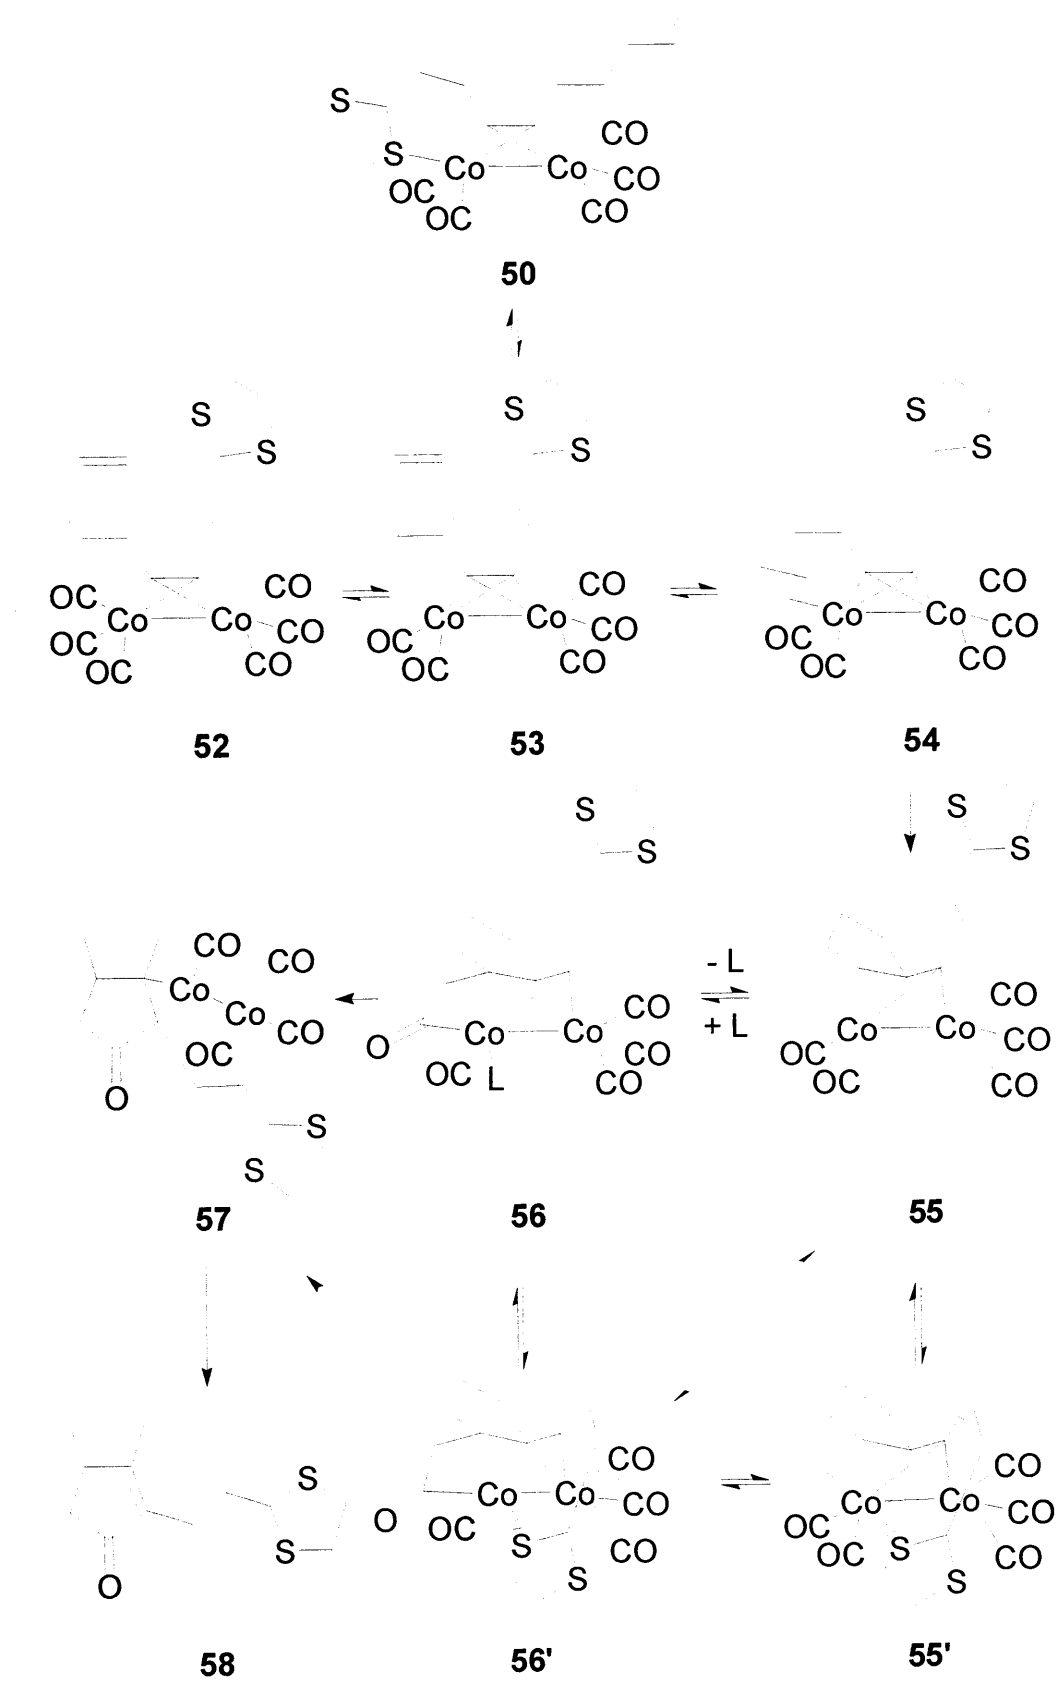 S
CO
S Co Co CO
OC
OC CO
50
S S S
S S S
OC CO CO CO
Co Co Co Co Co Co
OC CO OC CO OC CO
OC CO OC CO OC CO
52 53 54
S S
S S
CO CO - L CO
Co CO Co Co
O Co Co CO + L Co Co CO
Co CO OC
OC OC L CO OC CO
O S
S
57 56 55
S CO CO
O Co Co CO Co Co CO
OC S CO OC S CO
S OC
O S S
58 56' 55'